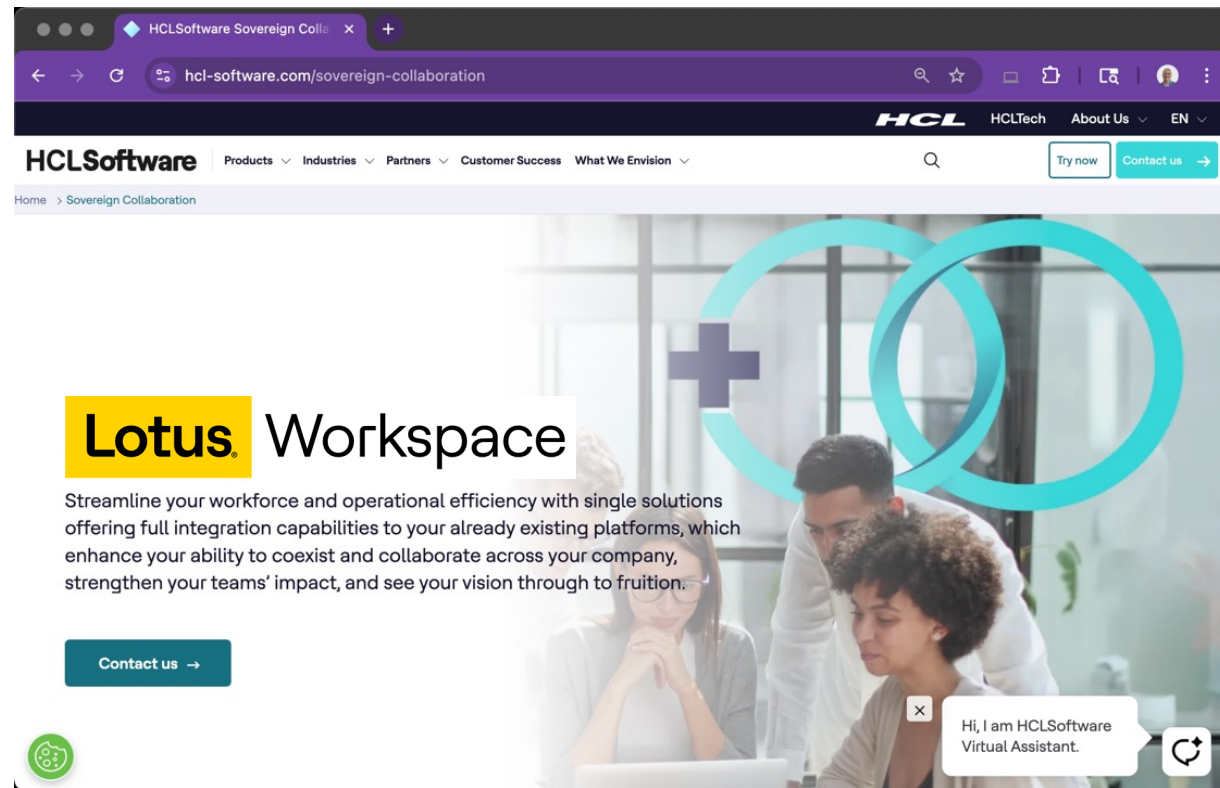 HCLSoftware Sovereign Colla
hcl-software.com/sovereign-collaboration
HCL HCLTech About Us EN
HCLSoftware Products Industries Partners Customer Success What We Envision Try now Contact us →
Home > Sovereign Collaboration
Lotus® Workspace
Streamline your workforce and operational efficiency with single solutions
offering full integration capabilities to your already existing platforms, which
enhance your ability to coexist and collaborate across your company,
strengthen your teams’ impact, and see your vision through to fruition.
Contact us →
Hi, I am HCLSoftware
Virtual Assistant.